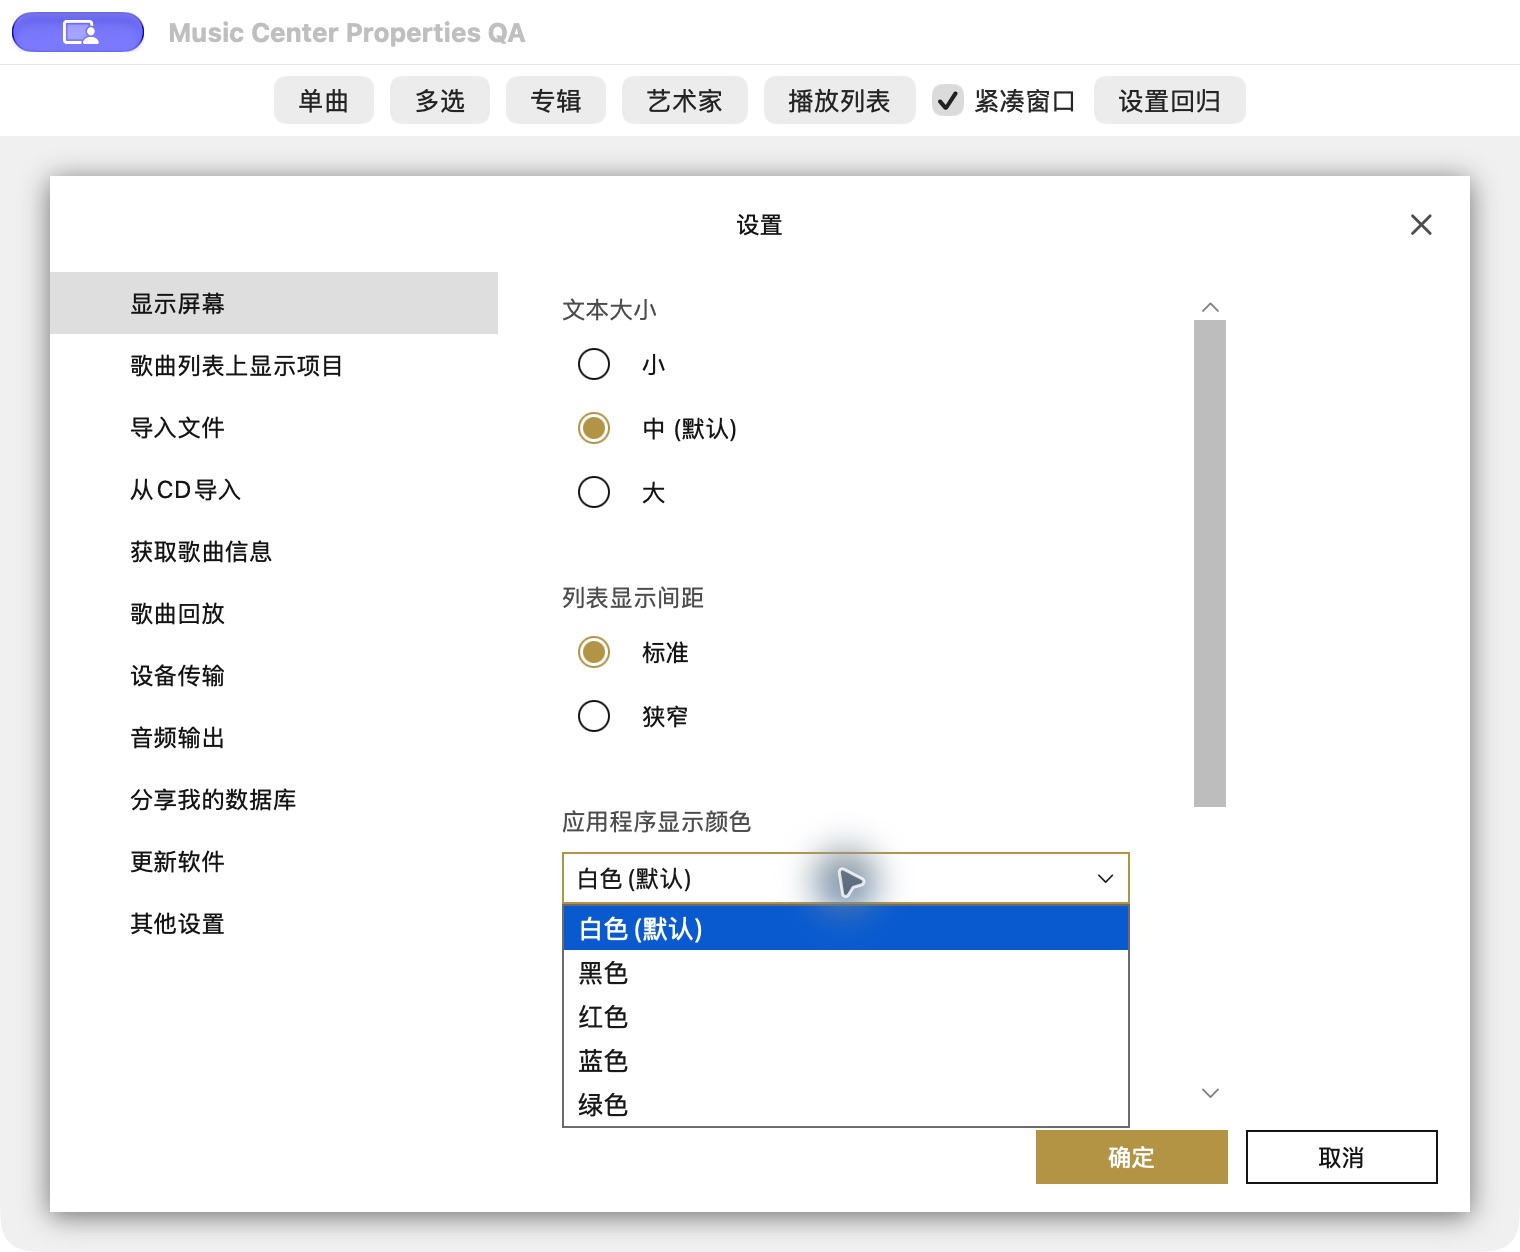 Music Center Properties QA
单曲 多选 专辑 艺术家 播放列表 紧凑窗口 设置回归
设置
显示屏幕
歌曲列表上显示项目
导入文件
从CD导入
获取歌曲信息
歌曲回放
设备传输
音频输出
分享我的数据库
更新软件
其他设置
文本大小
小
中 (默认)
大
列表显示间距
标准
狭窄
应用程序显示颜色
白色 (默认)
白色 (默认)
黑色
红色
蓝色
绿色
确定 取消